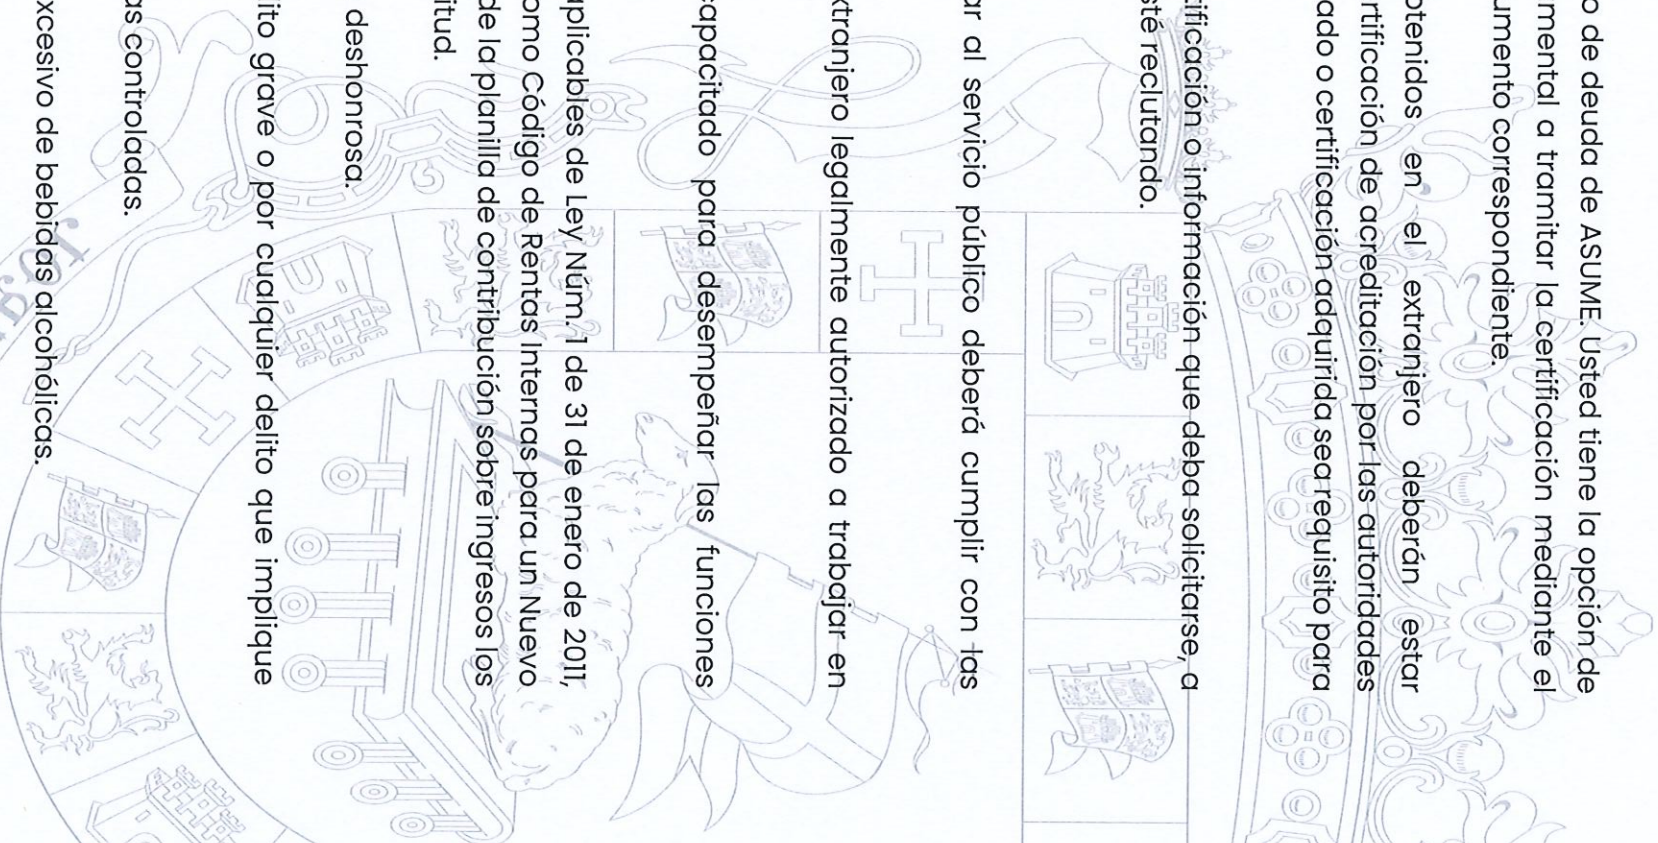 o de deuda de ASUME. Usted tiene la opción de
mental a tramitar la certificación mediante el
umento correspondiente.
otenidos en el extranjero deberán estar
rtificación de acreditación por las autoridades
ado o certificación adquirida sea requisito para
tificación o información que deba solicitarse, a
sté reclutando.
ar al servicio público deberá cumplir con las
xtranjero legalmente autorizado a trabajar en
capacitado para desempeñar las funciones
aplicables de Ley Núm. 1 de 31 de enero de 2011,
omo Código de Rentas Internas para un Nuevo
de la planilla de contribución sobre ingresos los
itud.
deshonrosa.
ito grave o por cualquier delito que implique
as controladas.
xcesivo de bebidas alcohólicas.